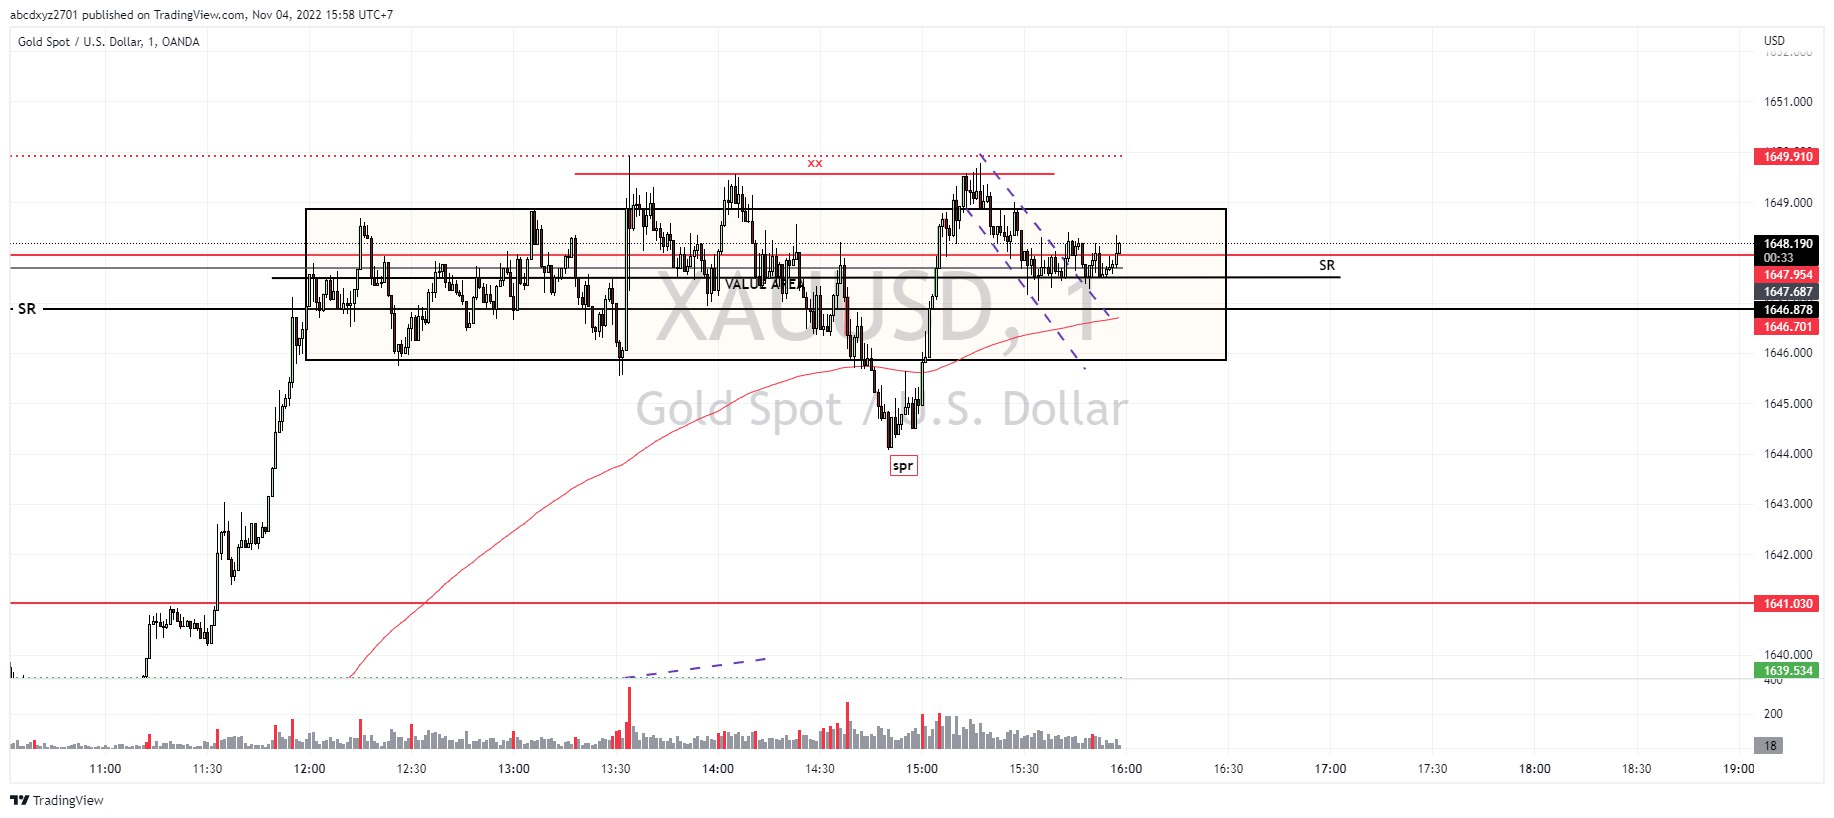 abcdxyz2701 published on TradingView.com, Nov 04, 2022 15:58 UTC+7
Gold Spot / U.S. Dollar, 1, OANDA
USD
1652.000
1651.000
xx
1649.910
1649.000
1648.190
00:33
SR
1647.954
VALUE AREA
XAUUSD, 1
1647.687
SR
1646.878
1646.701
1646.000
Gold Spot / U.S. Dollar
1645.000
spr
1644.000
1643.000
1642.000
1641.030
1640.000
1639.534
400
200
18
11:00 11:30 12:00 12:30 13:00 13:30 14:00 14:30 15:00 15:30 16:00 16:30 17:00 17:30 18:00 18:30 19:00
TradingView